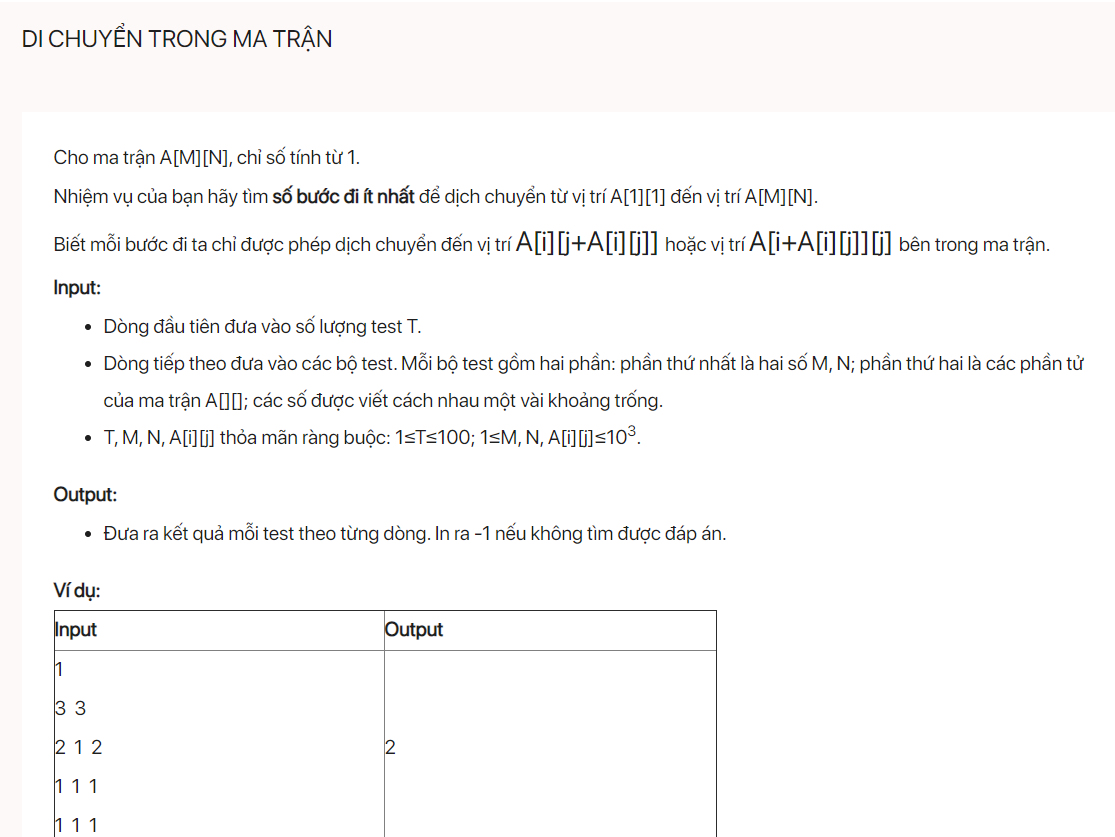 DI CHUYỂN TRONG MA TRẬN
Cho ma trận A[M][N], chỉ số tính từ 1.
Nhiệm vụ của bạn hãy tìm số bước đi ít nhất để dịch chuyển từ vị trí A[1][1] đến vị trí A[M][N].
Biết mỗi bước đi ta chỉ được phép dịch chuyển đến vị trí A[i][j+A[i][j]] hoặc vị trí A[i+A[i][j]][j] bên trong ma trận.
Input:
• Dòng đầu tiên đưa vào số lượng test T.
• Dòng tiếp theo đưa vào các bộ test. Mỗi bộ test gồm hai phần: phần thứ nhất là hai số M, N; phần thứ hai là các phần tử
của ma trận A[][]; các số được viết cách nhau một vài khoảng trống.
• T, M, N, A[i][j] thỏa mãn ràng buộc: 1≤T≤100; 1≤M, N, A[i][j]≤10³.
Output:
• Đưa ra kết quả mỗi test theo từng dòng. In ra -1 nếu không tìm được đáp án.
Ví dụ:
Input Output
1
3 3
2 1 2 2
1 1 1
1 1 1